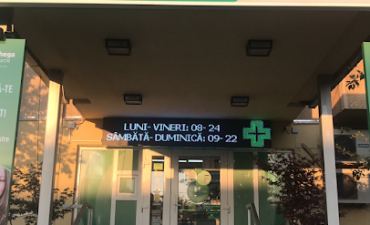 LUNI- VINERI: 08- 24
SÂMBĂTĂ- DUMINICĂ: 09- 22